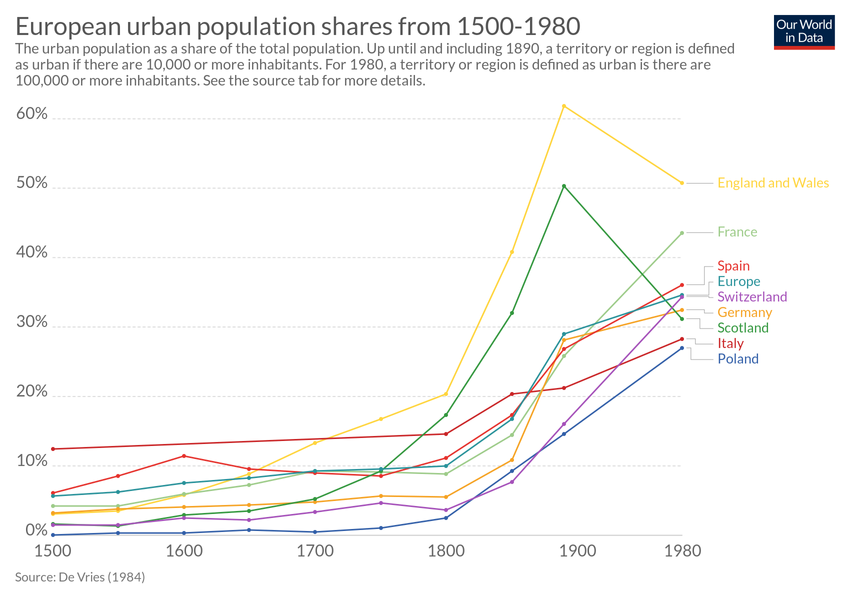 European urban population shares from 1500-1980
Our World
in Data
The urban population as a share of the total population. Up until and including 1890, a territory or region is defined
as urban if there are 10,000 or more inhabitants. For 1980, a territory or region is defined as urban is there are
100,000 or more inhabitants. See the source tab for more details.
60%
50%
40%
30%
20%
10%
0%
England and Wales
France
Spain
Europe
Switzerland
Germany
Scotland
Italy
Poland
1500
1600
1700
1800
1900
1980
Source: De Vries (1984)